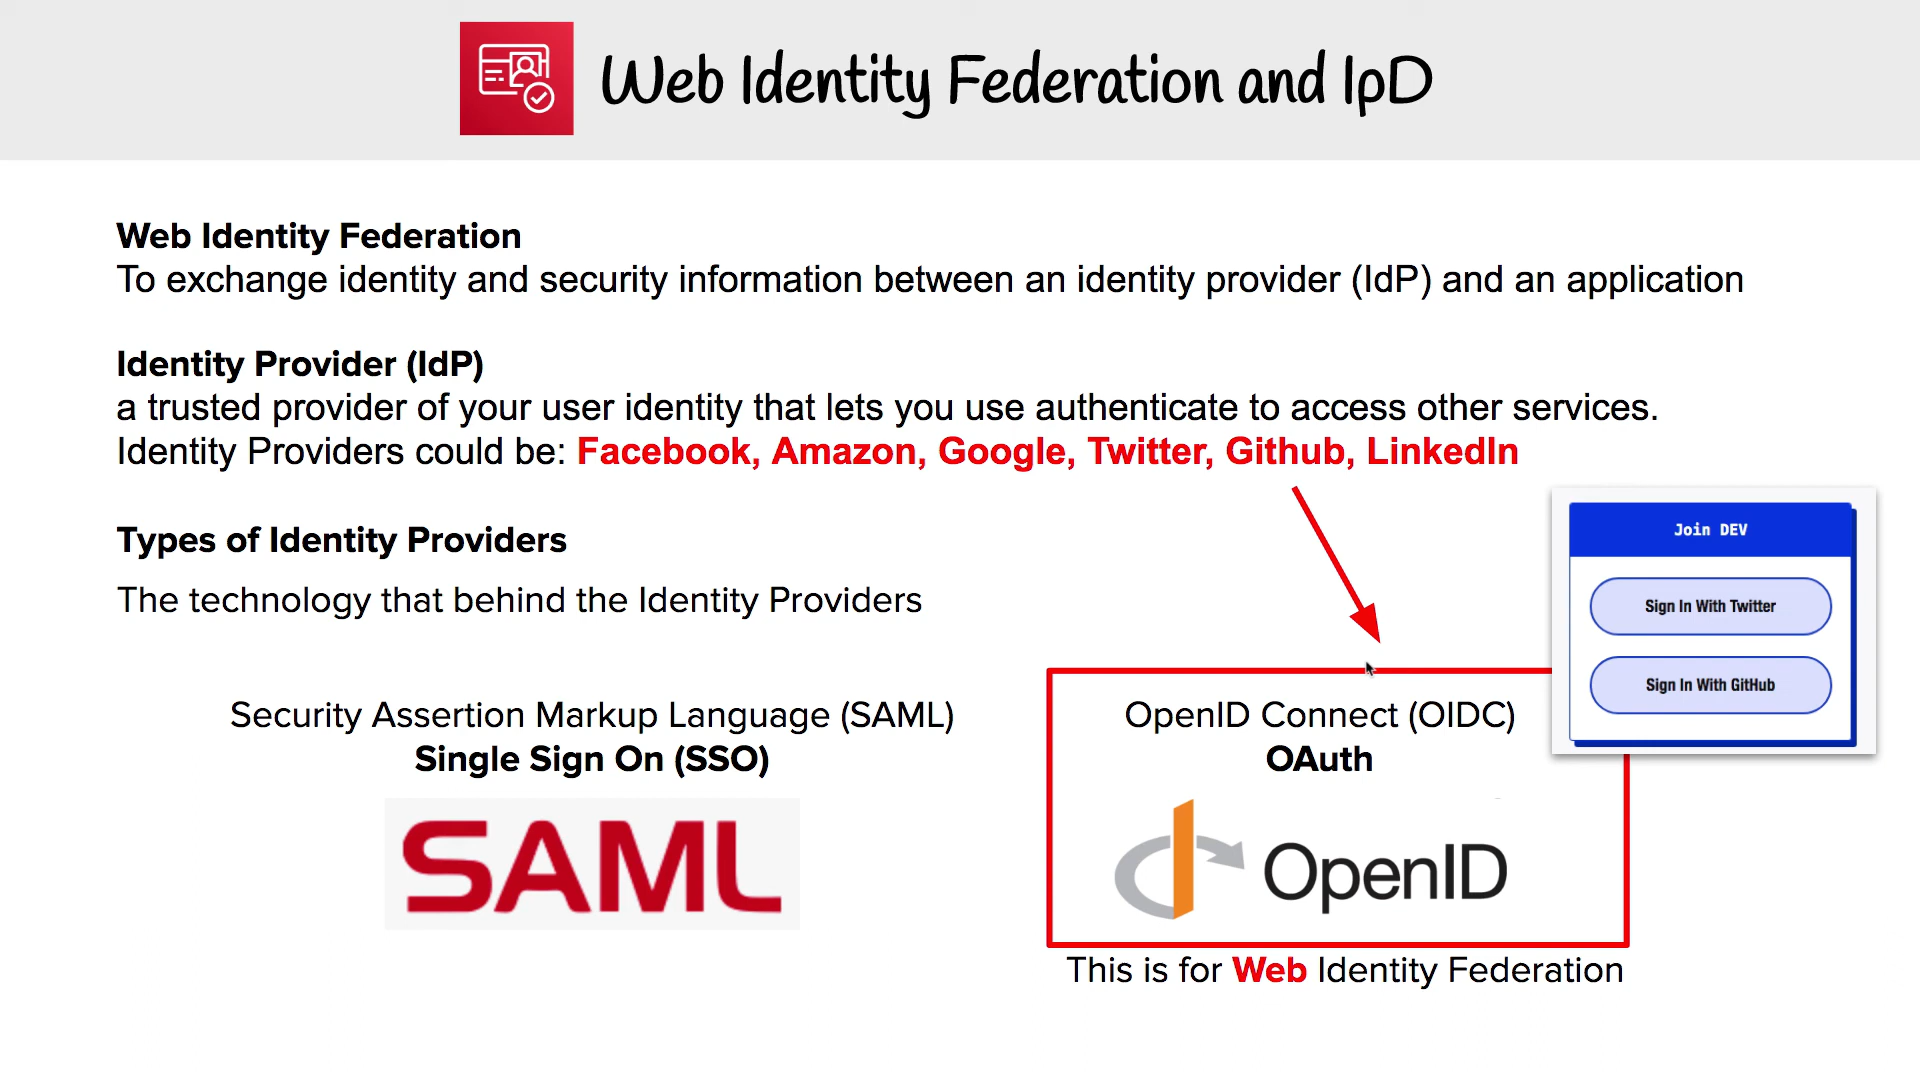 Web Identity Federation and IpD
Web Identity Federation
To exchange identity and security information between an identity provider (IdP) and an application
Identity Provider (IdP)
a trusted provider of your user identity that lets you use authenticate to access other services.
Identity Providers could be: Facebook, Amazon, Google, Twitter, Github, LinkedIn
Types of Identity Providers
The technology that behind the Identity Providers
Join DEV
Sign In With Twitter
Sign In With GitHub
Security Assertion Markup Language (SAML)
Single Sign On (SSO)
SAML
OpenID Connect (OIDC)
OAuth
OpenID
This is for Web Identity Federation